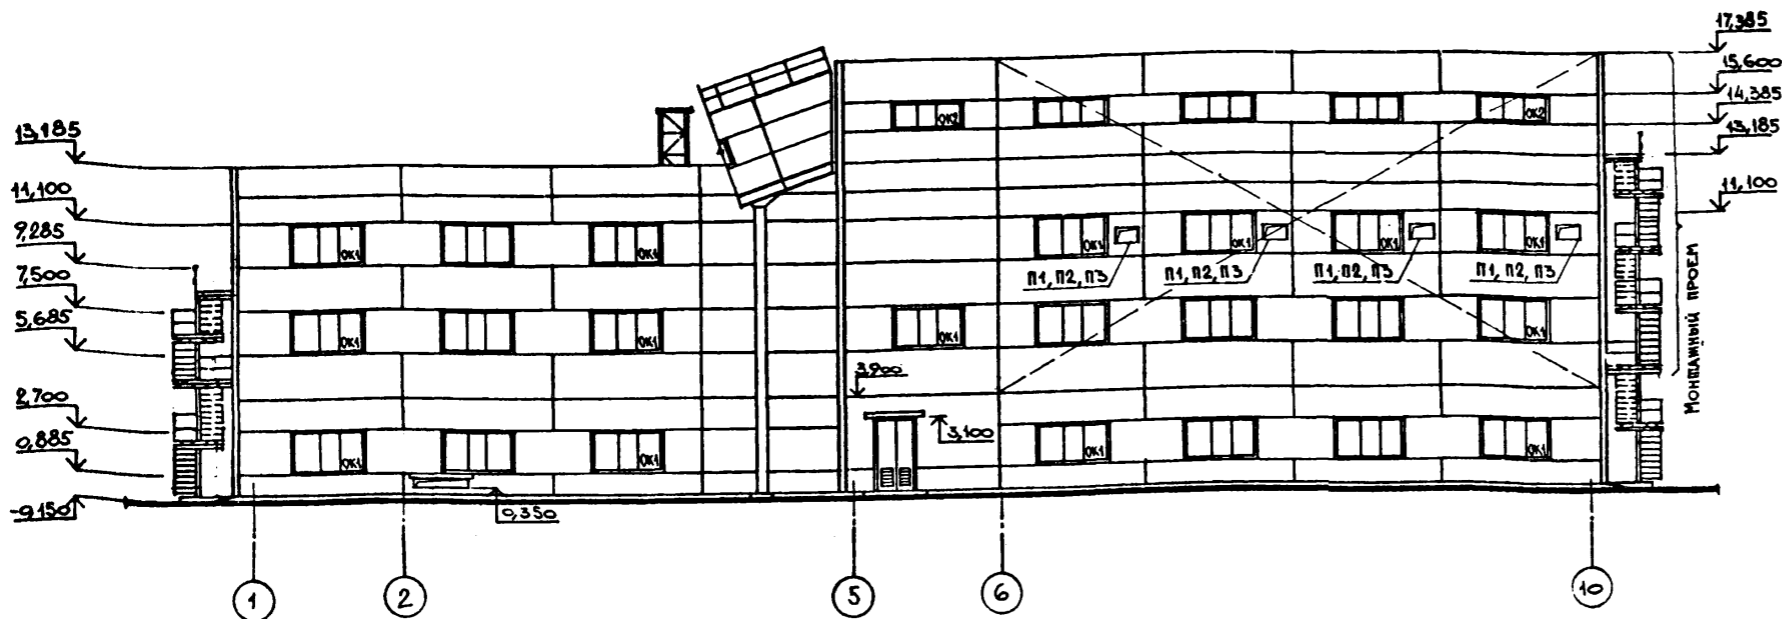 17,385
15,600
14,385
13,185
11,100
13,185
11,100
9,285
7,500
5,685
2,700
0,885
-0,150
ОК2
ОК2
ОК1
ОК1
ОК1
ОК1
ОК1
П1, П2, П3
П1, П2, П3
П1, П2, П3
П1, П2, П3
ОК1
ОК1
ОК1
ОК1
3,900
3,100
ОК1
ОК1
ОК1
ОК1
0,350
Монтажный проем
1
2
5
6
10